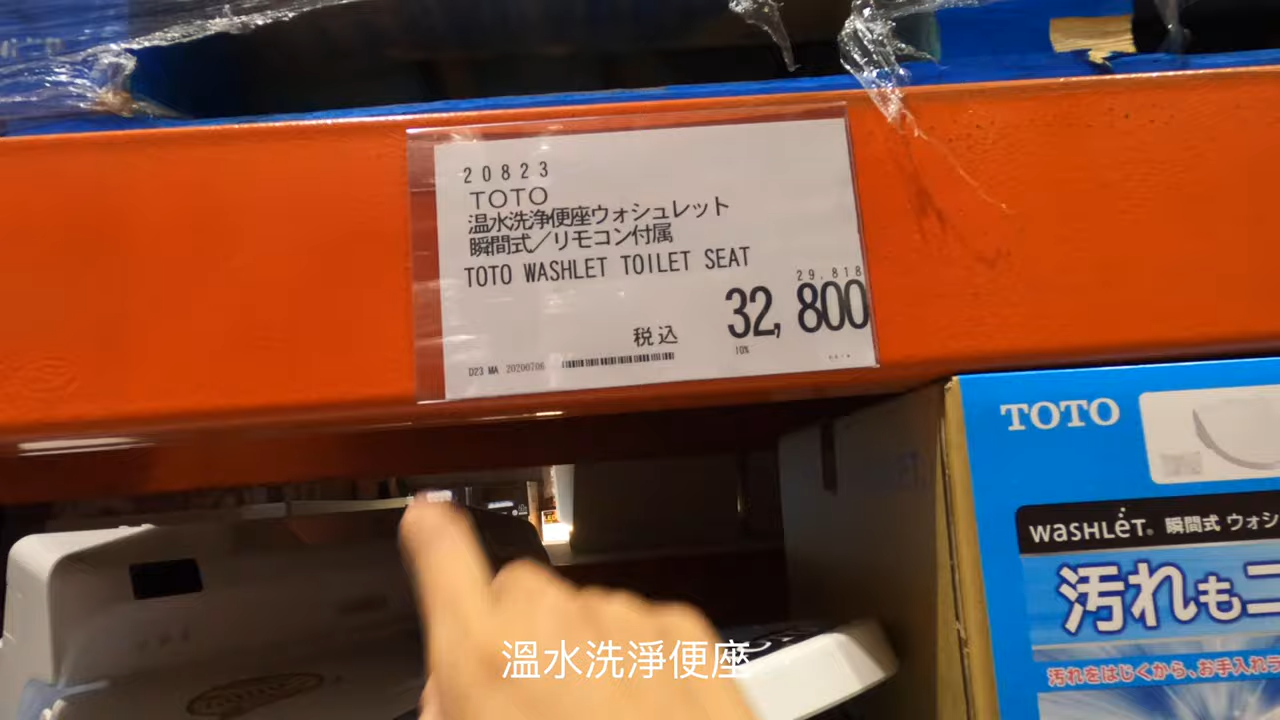 20823
TOTO
温水洗浄便座ウォシュレット
瞬間式／リモコン付属
TOTO WASHLET TOILET SEAT
29,818
32,800
税込
10%
D23 MA 20200706
TOTO
WASHLET® 瞬間式 ウォシ
汚れも
汚れをはじくから、お手入れラ
溫水洗淨便座